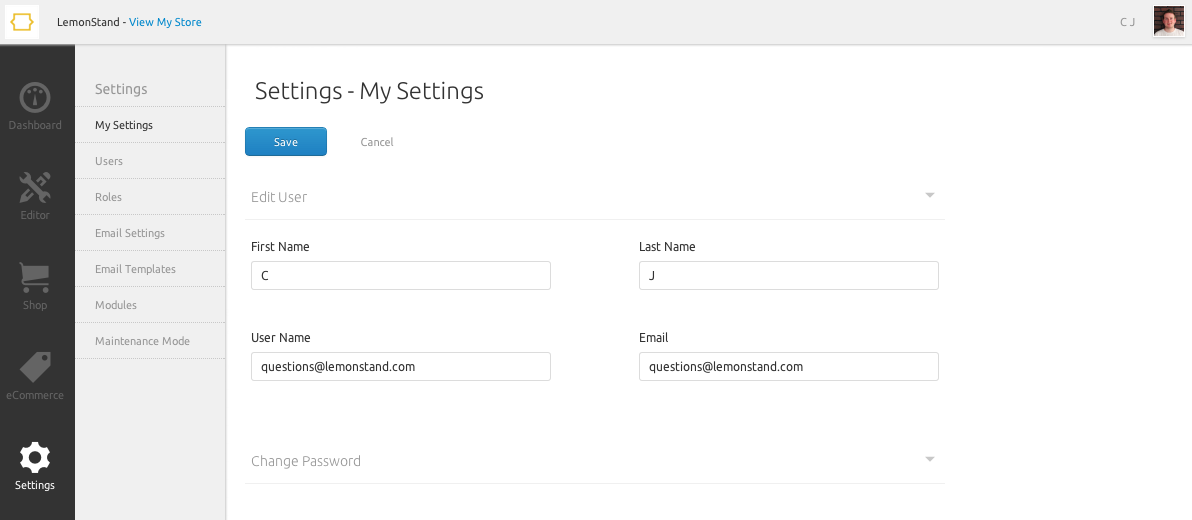 LemonStand - View My Store
C J
Dashboard
Editor
Shop
eCommerce
Settings
Settings
My Settings
Users
Roles
Email Settings
Email Templates
Modules
Maintenance Mode
Settings - My Settings
Save Cancel
Edit User
First Name Last Name
C J
User Name Email
questions@lemonstand.com questions@lemonstand.com
Change Password